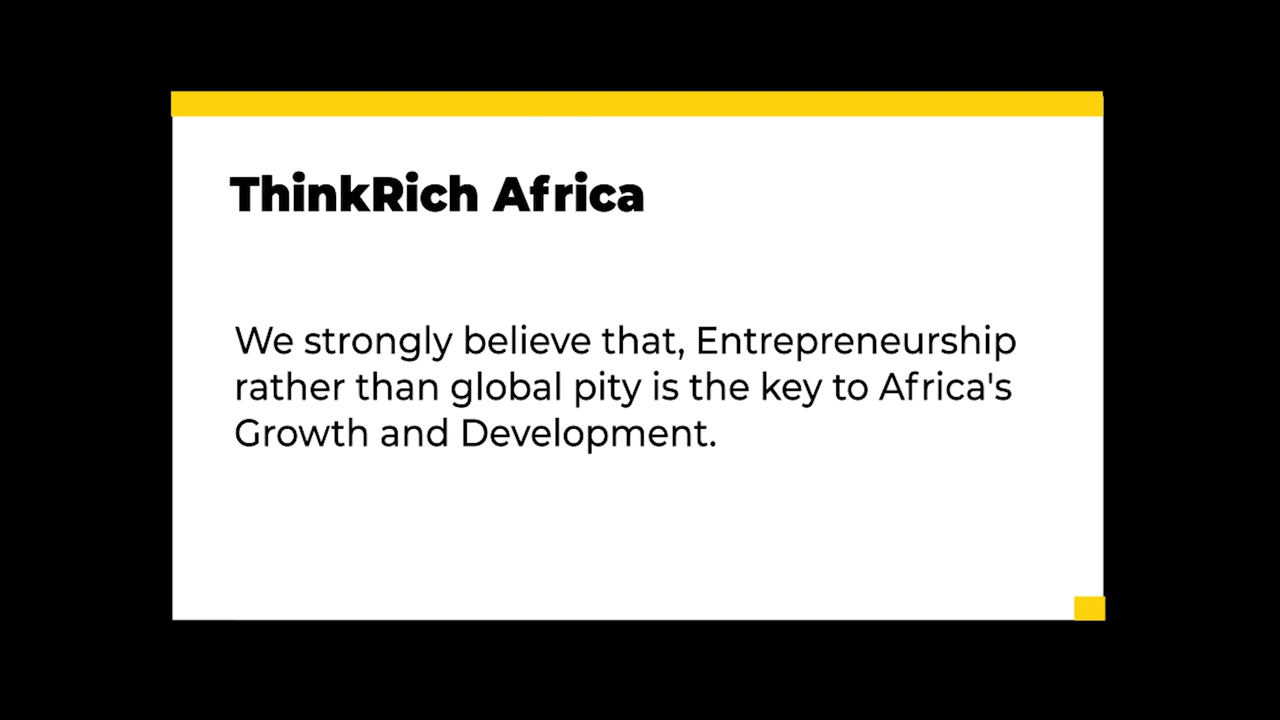 ThinkRich Africa
We strongly believe that, Entrepreneurship
rather than global pity is the key to Africa's
Growth and Development.